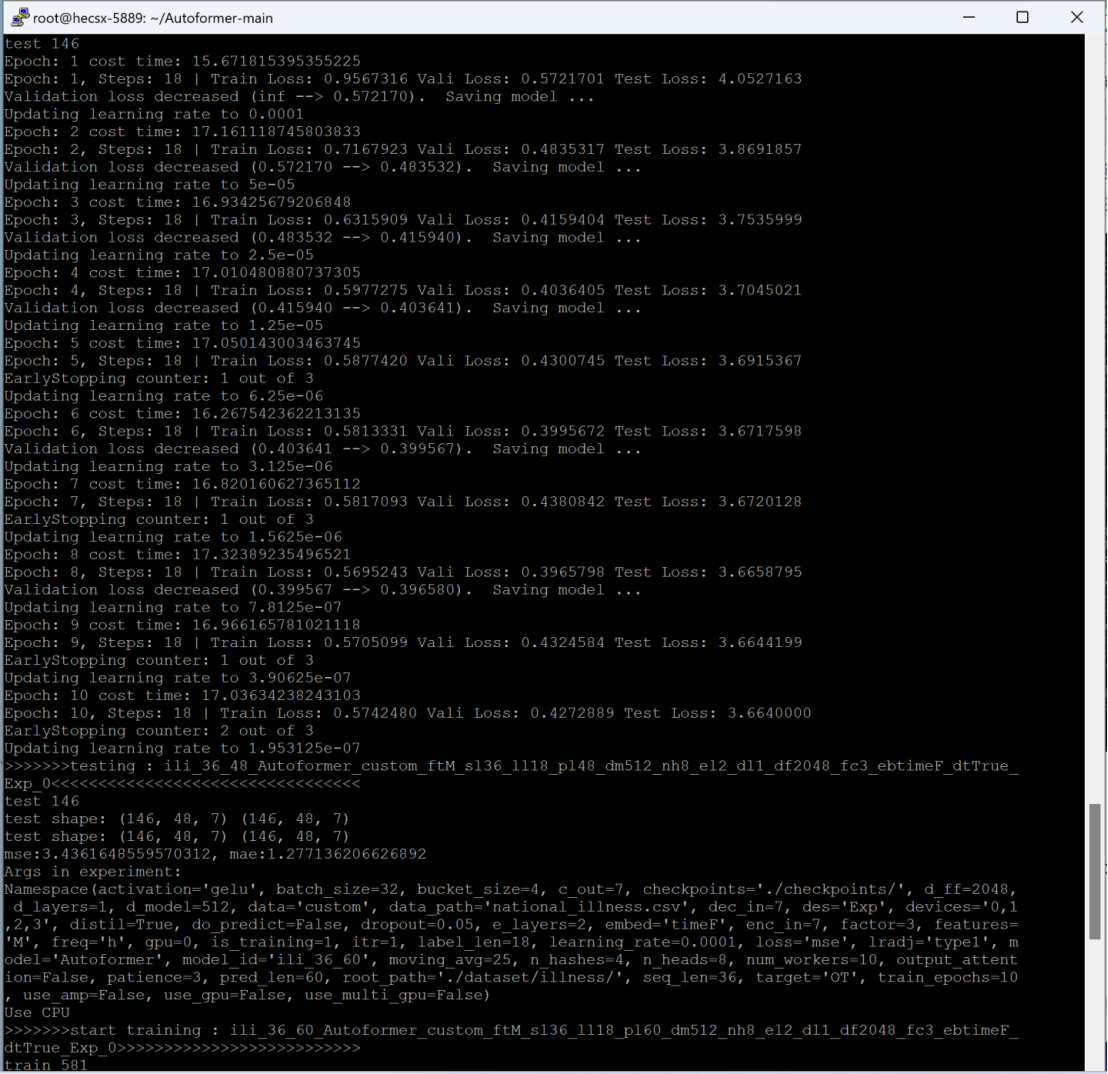 root@hecsx-5889: ~/Autoformer-main
test 146
Epoch: 1 cost time: 15.671815395355225
Epoch: 1, Steps: 18 | Train Loss: 0.9567316 Vali Loss: 0.5721701 Test Loss: 4.0527163
Validation loss decreased (inf --> 0.572170).  Saving model ...
Updating learning rate to 0.0001
Epoch: 2 cost time: 17.161118745803833
Epoch: 2, Steps: 18 | Train Loss: 0.7167923 Vali Loss: 0.4835317 Test Loss: 3.8691857
Validation loss decreased (0.572170 --> 0.483532).  Saving model ...
Updating learning rate to 5e-05
Epoch: 3 cost time: 16.93425679206848
Epoch: 3, Steps: 18 | Train Loss: 0.6315909 Vali Loss: 0.4159404 Test Loss: 3.7535999
Validation loss decreased (0.483532 --> 0.415940).  Saving model ...
Updating learning rate to 2.5e-05
Epoch: 4 cost time: 17.010480880737305
Epoch: 4, Steps: 18 | Train Loss: 0.5977275 Vali Loss: 0.4036405 Test Loss: 3.7045021
Validation loss decreased (0.415940 --> 0.403641).  Saving model ...
Updating learning rate to 1.25e-05
Epoch: 5 cost time: 17.050143003463745
Epoch: 5, Steps: 18 | Train Loss: 0.5877420 Vali Loss: 0.4300745 Test Loss: 3.6915367
EarlyStopping counter: 1 out of 3
Updating learning rate to 6.25e-06
Epoch: 6 cost time: 16.267542362213135
Epoch: 6, Steps: 18 | Train Loss: 0.5813331 Vali Loss: 0.3995672 Test Loss: 3.6717598
Validation loss decreased (0.403641 --> 0.399567).  Saving model ...
Updating learning rate to 3.125e-06
Epoch: 7 cost time: 16.820160627365112
Epoch: 7, Steps: 18 | Train Loss: 0.5817093 Vali Loss: 0.4380842 Test Loss: 3.6720128
EarlyStopping counter: 1 out of 3
Updating learning rate to 1.5625e-06
Epoch: 8 cost time: 17.32389235496521
Epoch: 8, Steps: 18 | Train Loss: 0.5695243 Vali Loss: 0.3965798 Test Loss: 3.6658795
Validation loss decreased (0.399567 --> 0.396580).  Saving model ...
Updating learning rate to 7.8125e-07
Epoch: 9 cost time: 16.966165781021118
Epoch: 9, Steps: 18 | Train Loss: 0.5705099 Vali Loss: 0.4324584 Test Loss: 3.6644199
EarlyStopping counter: 1 out of 3
Updating learning rate to 3.90625e-07
Epoch: 10 cost time: 17.03634238243103
Epoch: 10, Steps: 18 | Train Loss: 0.5742480 Vali Loss: 0.4272889 Test Loss: 3.6640000
EarlyStopping counter: 2 out of 3
Updating learning rate to 1.953125e-07
>>>>>>>testing : ili_36_48_Autoformer_custom_ftM_sl36_ll18_pl48_dm512_nh8_el2_dl1_df2048_fc3_ebtimeF_dtTrue_
Exp_0<<<<<<<<<<<<<<<<<<<<<<<<<<<<<<<<<
test 146
test shape: (146, 48, 7) (146, 48, 7)
test shape: (146, 48, 7) (146, 48, 7)
mse:3.4361648559570312, mae:1.277136206626892
Args in experiment:
Namespace(activation='gelu', batch_size=32, bucket_size=4, c_out=7, checkpoints='./checkpoints/', d_ff=2048,
 d_layers=1, d_model=512, data='custom', data_path='national_illness.csv', dec_in=7, des='Exp', devices='0,1
,2,3', distil=True, do_predict=False, dropout=0.05, e_layers=2, embed='timeF', enc_in=7, factor=3, features=
'M', freq='h', gpu=0, is_training=1, itr=1, label_len=18, learning_rate=0.0001, loss='mse', lradj='type1', m
odel='Autoformer', model_id='ili_36_60', moving_avg=25, n_hashes=4, n_heads=8, num_workers=10, output_attent
ion=False, patience=3, pred_len=60, root_path='./dataset/illness/', seq_len=36, target='OT', train_epochs=10
, use_amp=False, use_gpu=False, use_multi_gpu=False)
Use CPU
>>>>>>>start training : ili_36_60_Autoformer_custom_ftM_sl36_ll18_pl60_dm512_nh8_el2_dl1_df2048_fc3_ebtimeF_
dtTrue_Exp_0>>>>>>>>>>>>>>>>>>>>>>>>>>
train 581